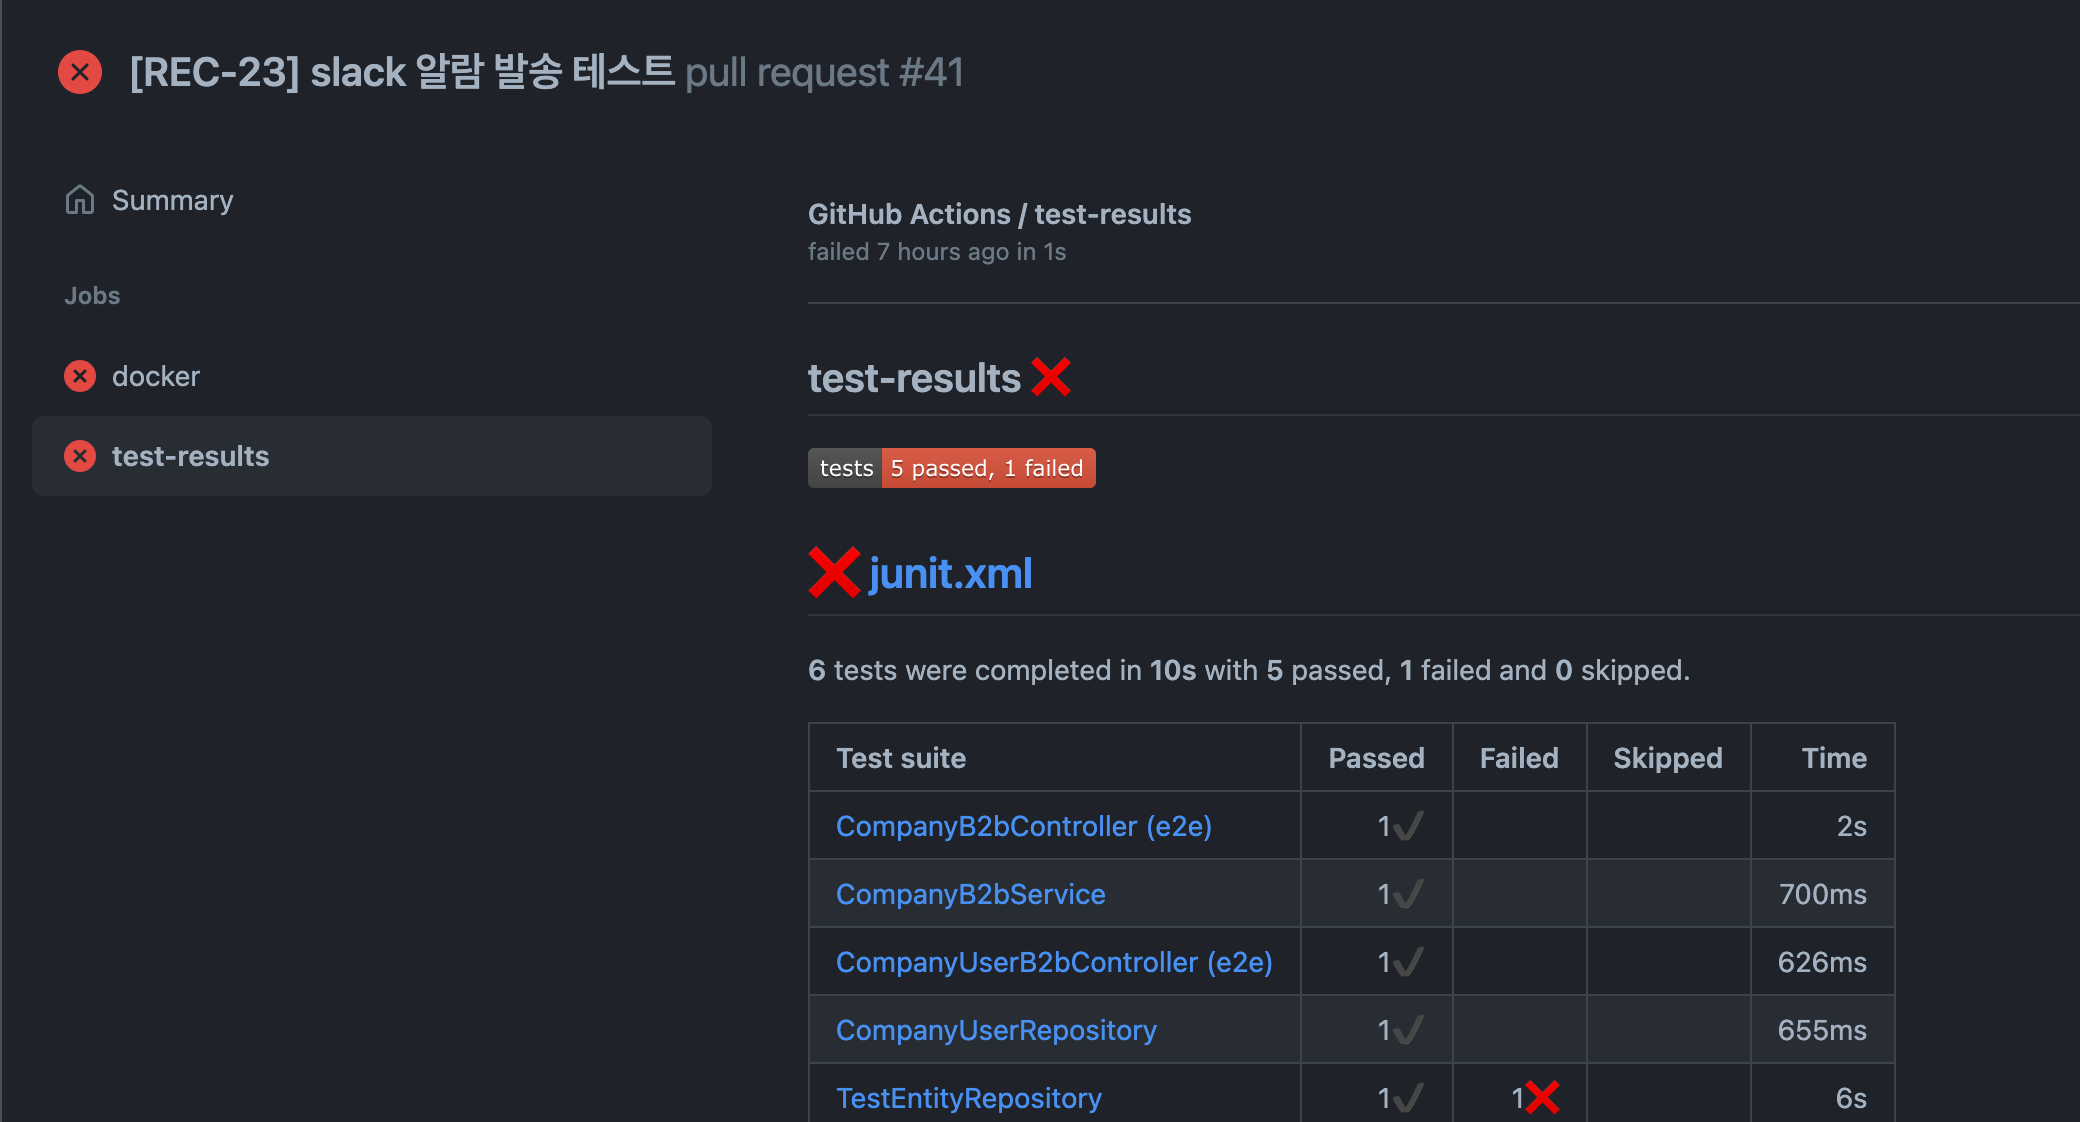 [REC-23] slack 알람 발송 테스트 pull request #41
Summary
Jobs
docker
test-results
GitHub Actions / test-results
failed 7 hours ago in 1s
test-results ❌
tests 5 passed, 1 failed
❌ junit.xml
6 tests were completed in 10s with 5 passed, 1 failed and 0 skipped.
Test suite Passed Failed Skipped Time
CompanyB2bController (e2e) 1✔ 2s
CompanyB2bService 1✔ 700ms
CompanyUserB2bController (e2e) 1✔ 626ms
CompanyUserRepository 1✔ 655ms
TestEntityRepository 1✔ 1❌ 6s